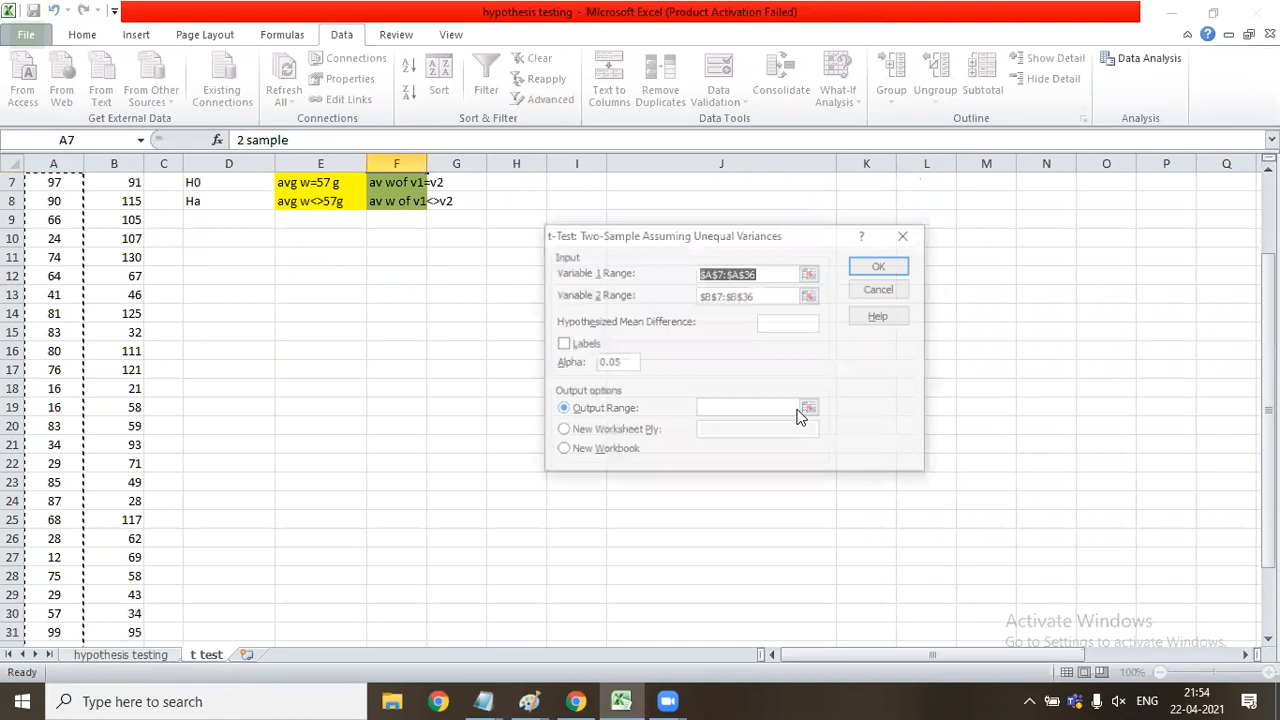 hypothesis testing - Microsoft Excel (Product Activation Failed)
File Home Insert Page Layout Formulas Data Review View
From Access
From Web
From Text
From Other Sources
Existing Connections
Get External Data
Refresh All
Connections
Properties
Edit Links
Connections
Sort
Filter
Clear
Reapply
Advanced
Sort & Filter
Text to Columns
Remove Duplicates
Data Validation
Consolidate
What-If Analysis
Data Tools
Group
Ungroup
Subtotal
Show Detail
Hide Detail
Outline
Data Analysis
Analysis
A7 fx 2 sample
A B C D E F G H I J K L M N O P Q
7 97 91 H0 avg w=57 g av wof v1=v2
8 90 115 Ha avg w<>57g av w of v1<>v2
9 66 105
10 24 107
11 74 130
12 64 67
13 41 46
14 81 125
15 83 32
16 80 111
17 76 121
18 16 21
19 16 58
20 83 59
21 34 93
22 29 71
23 85 49
24 87 28
25 68 117
26 28 62
27 12 69
28 75 58
29 29 43
30 57 34
31 99 95
t-Test: Two-Sample Assuming Unequal Variances ?
Input
Variable 1 Range: $A$7:$A$36
Variable 2 Range: $B$7:$B$36
Hypothesized Mean Difference:
Labels
Alpha: 0.05
Output options
Output Range:
New Worksheet Ply:
New Workbook
OK
Cancel
Help
Activate Windows
Go to Settings to activate Windows.
hypothesis testing t test
Ready 100%
Type here to search
ENG
21:54
22-04-2021